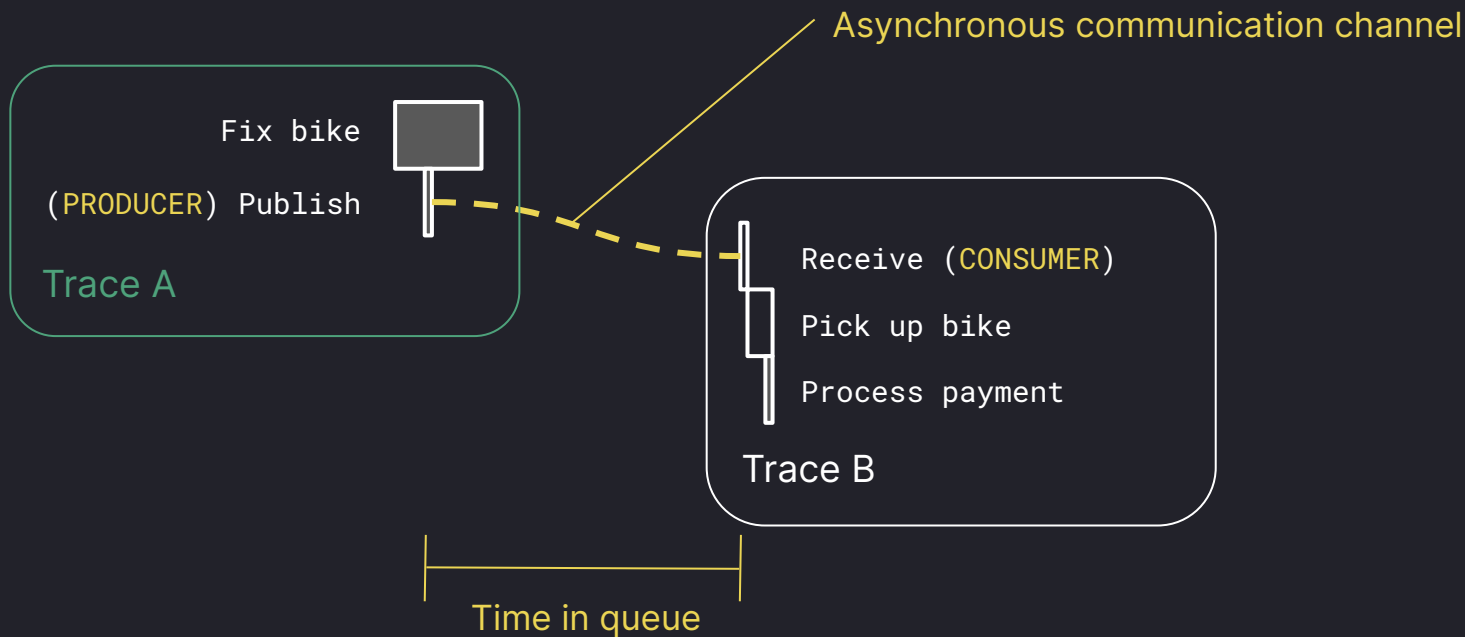 Asynchronous communication channel
Fix bike
(PRODUCER) Publish
Trace A
Receive (CONSUMER)
Pick up bike
Process payment
Trace B
Time in queue